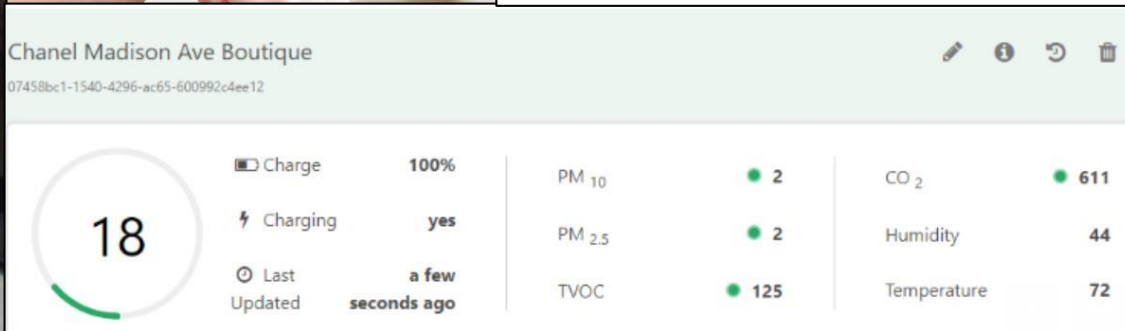 Chanel Madison Ave Boutique
07458bc1-1540-4296-ac65-600992c4ee12
18
Charge 100%
Charging yes
Last Updated a few seconds ago
PM 10 2
PM 2.5 2
TVOC 125
CO 2 611
Humidity 44
Temperature 72